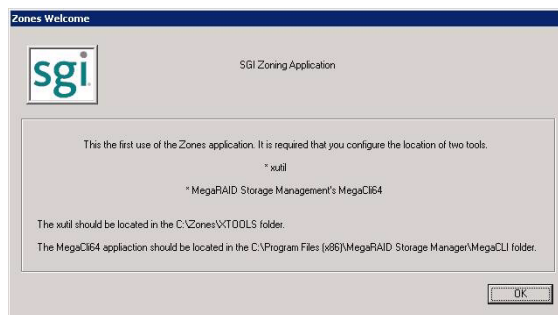 Zones Welcome
sgi
SGI Zoning Application
This the first use of the Zones application. It is required that you configure the location of two tools.
* xutil
* MegaRAID Storage Management's MegaCli64
The xutil should be located in the C:\Zones\XTOOLS folder.
The MegaCli64 appliaction should be located in the C:\Program Files (x86)\MegaRAID Storage Manager\MegaCLI folder.
OK